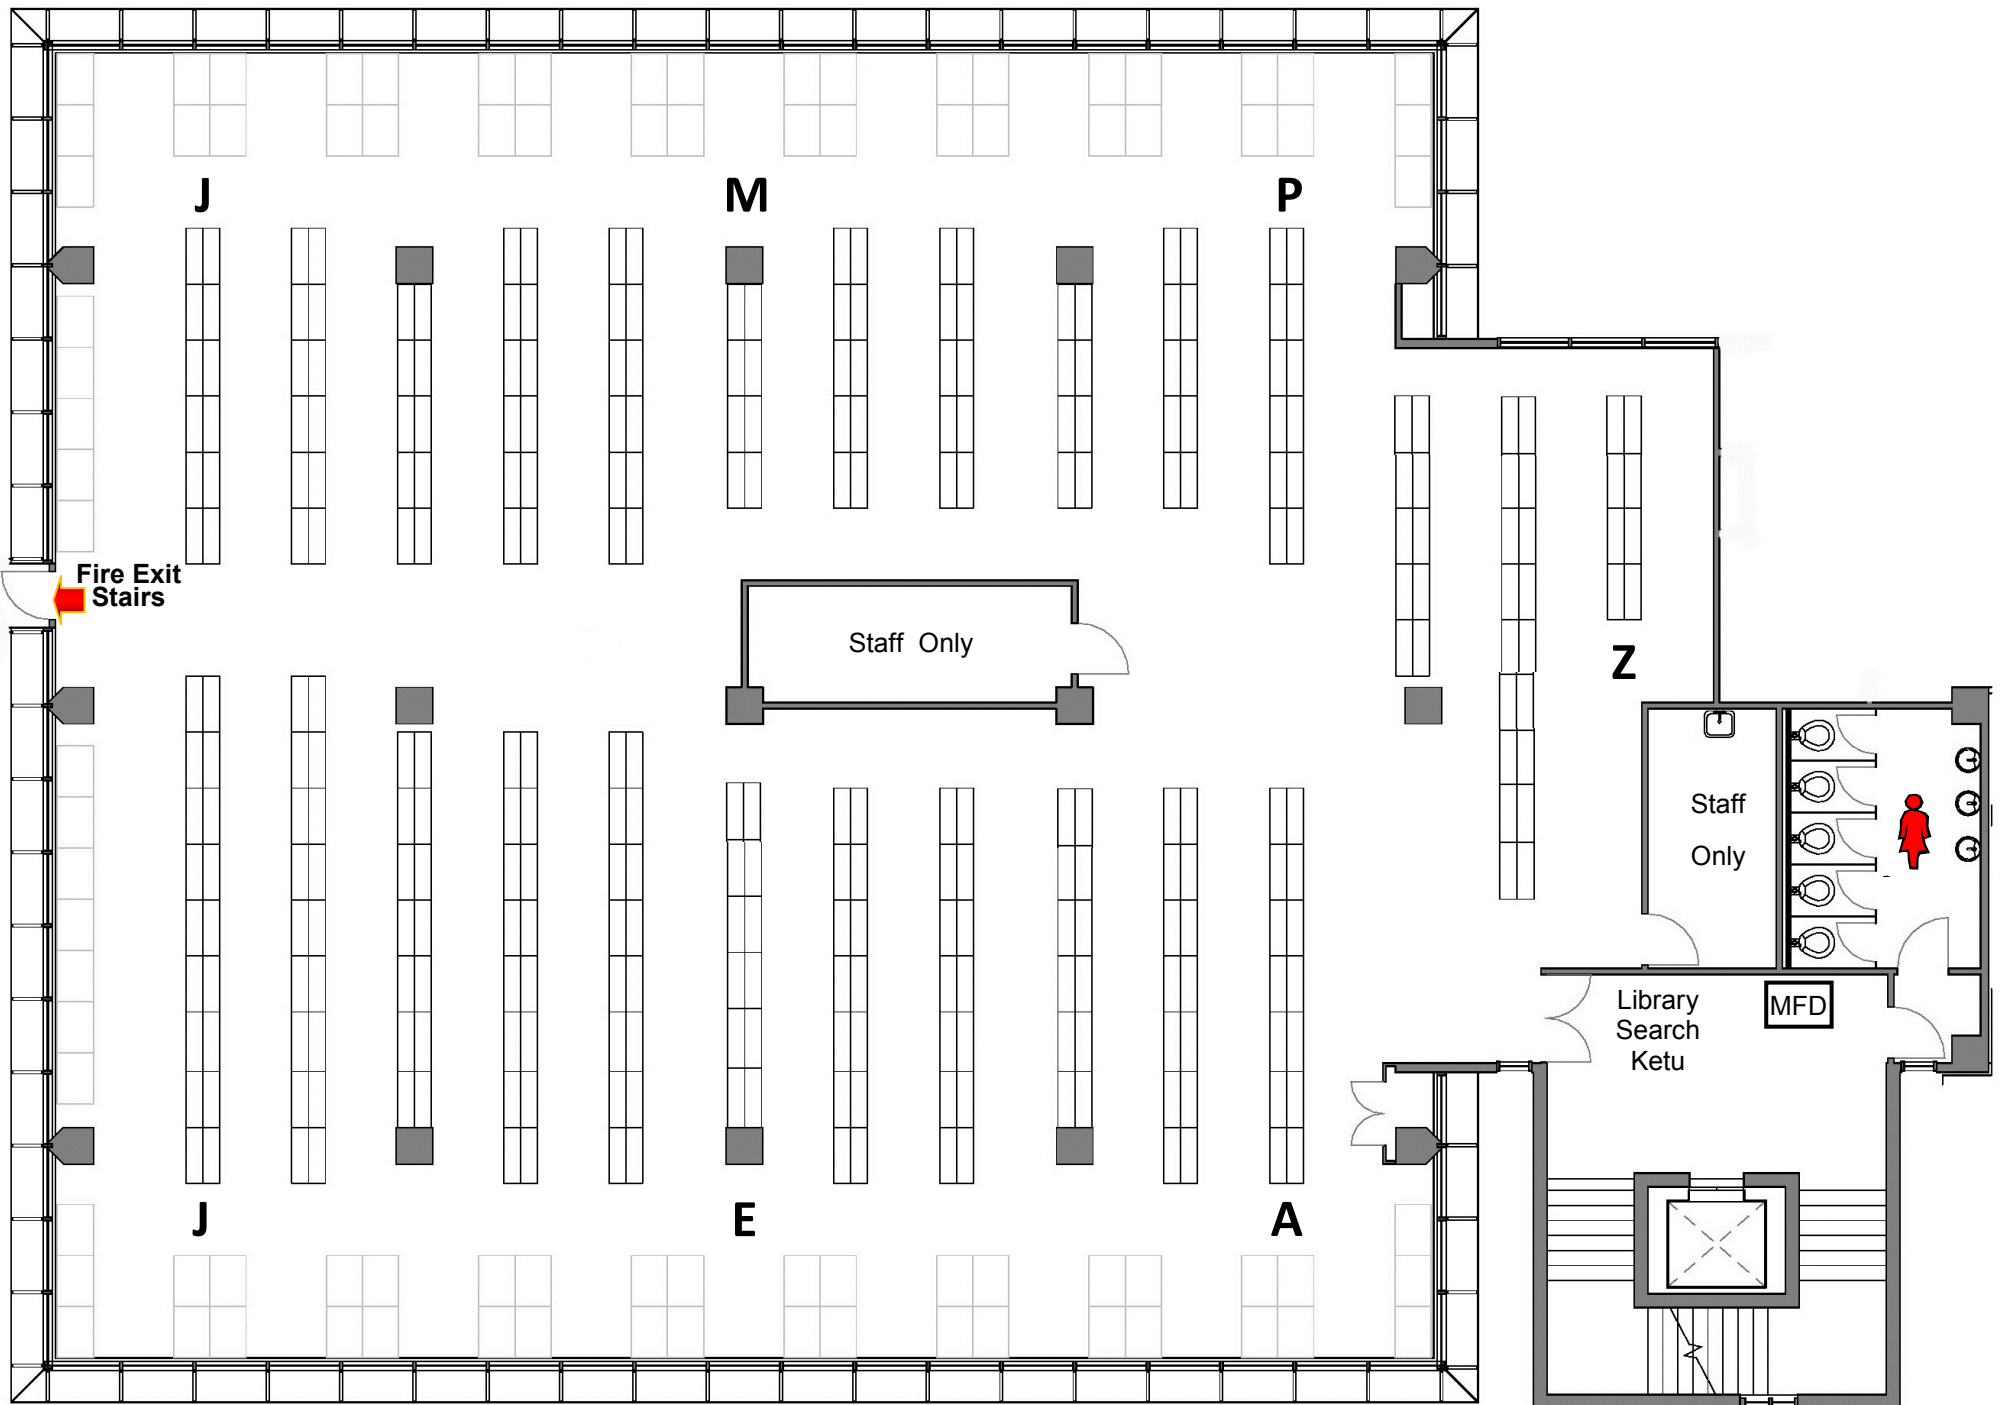 J M P
Fire Exit
Stairs
Staff Only
Z
Staff
Only
Library
Search
Ketu
MFD
J E A